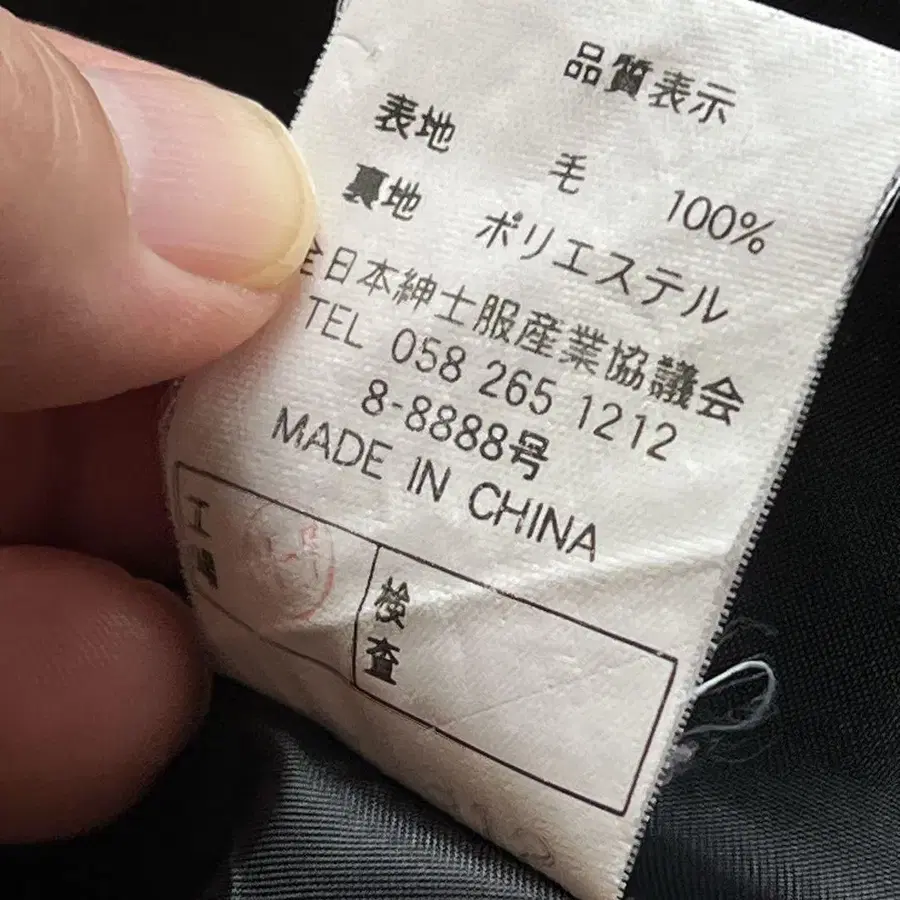 品質表示
表地 毛 100%
裏地 ポリエステル
全日本紳士服産業協議会
TEL 058 265 1212
8-8888号
MADE IN CHINA
検査